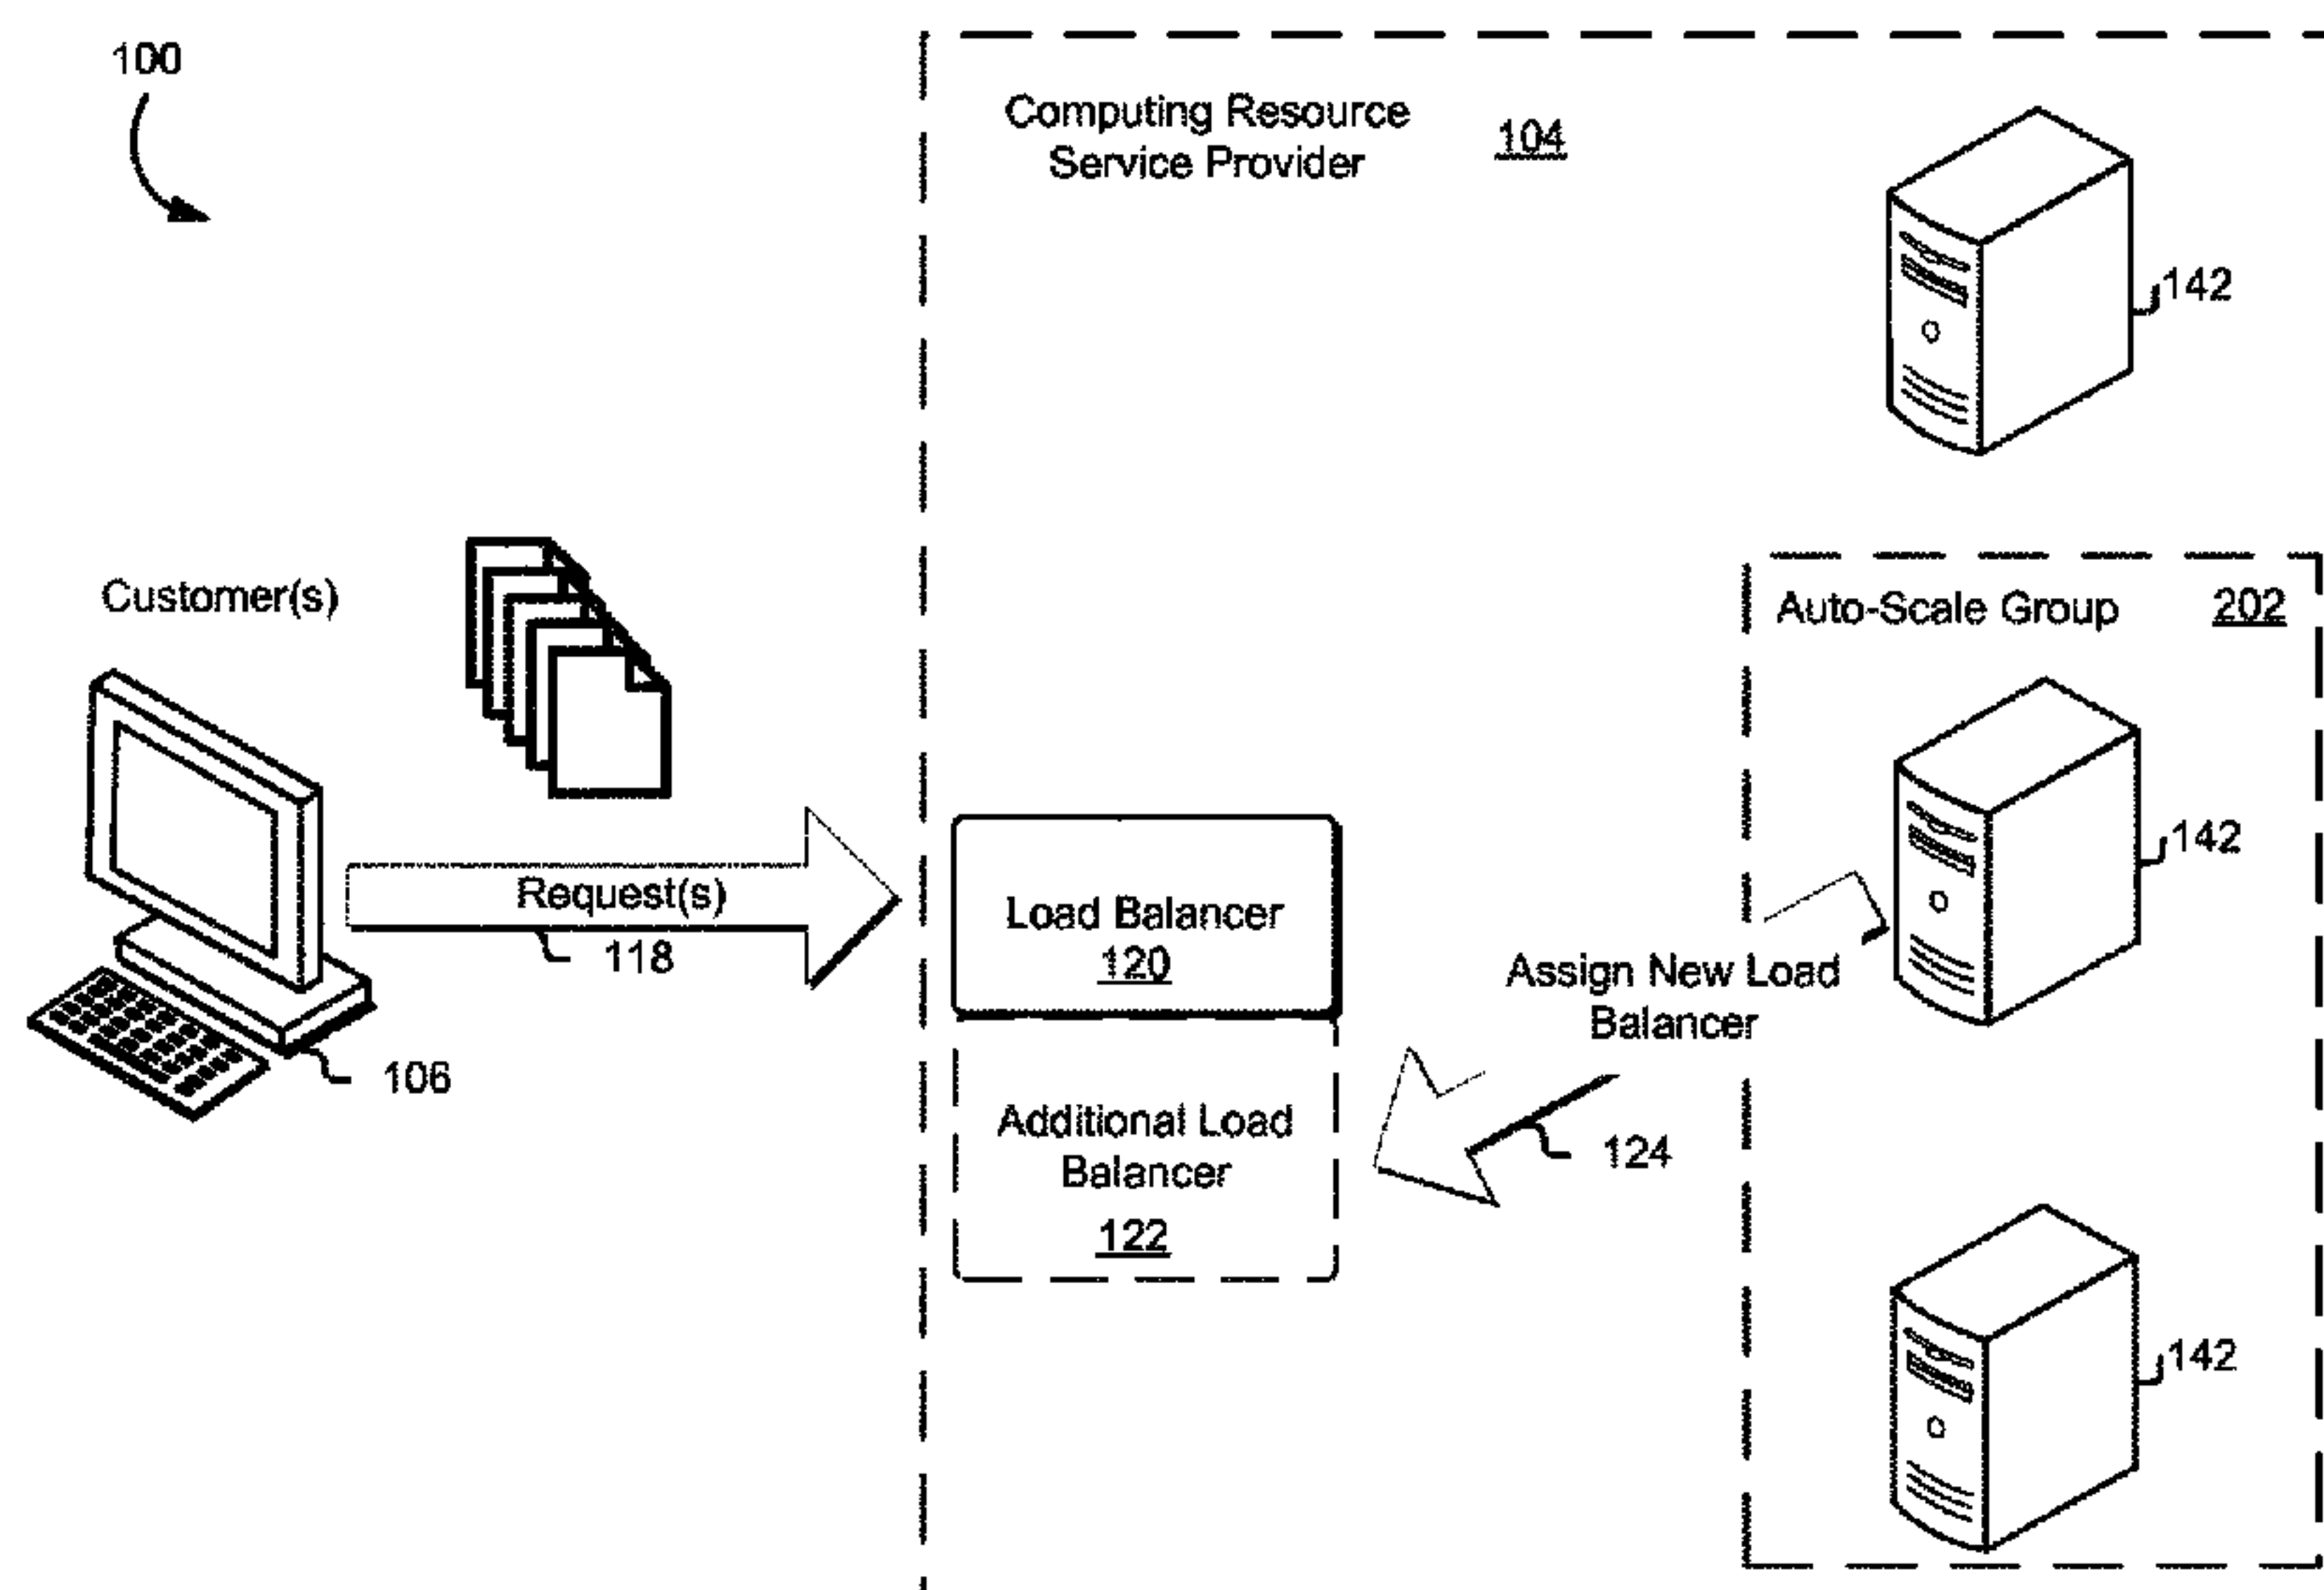 100
Computing Resource
Service Provider
104
142
Customer(s)
Auto-Scale Group 202
Request(s)
118
Load Balancer
120
142
Assign New Load
Balancer
106
Additional Load
Balancer
122
124
142